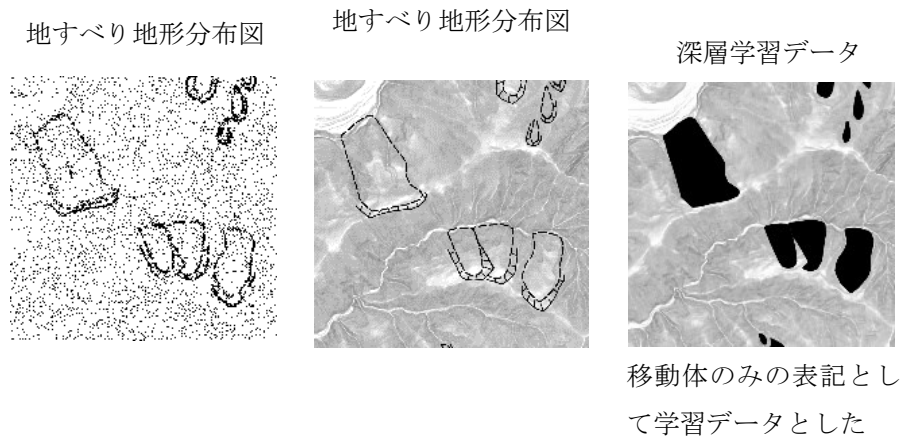 地すべり地形分布図
地すべり地形分布図
深層学習データ
移動体のみの表記とし
て学習データとした